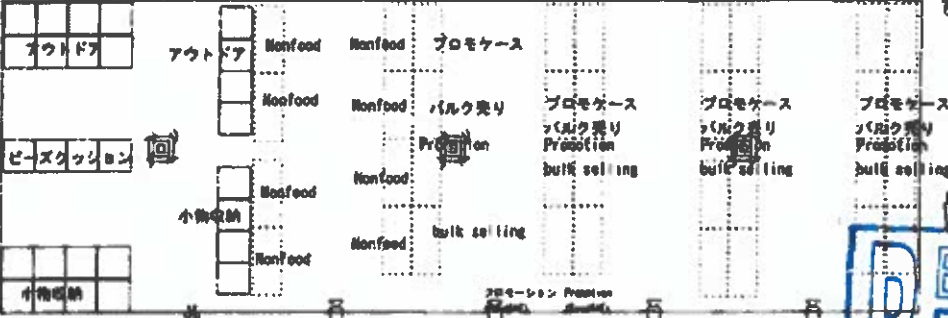 アウトドア
アウトドア
Nonfood
Nonfood
プロモケース
Nonfood
Nonfood
バルク売り
プロモケース
プロモケース
プロモケース
バルク売り
バルク売り
バルク売り
Promotion
Promotion
Promotion
Promotion
ビーズクッション
bulk selling
bulk selling
bulk selling
Nonfood
Nonfood
小物収納
bulk selling
Nonfood
Nonfood
小物収納
プロモーション Promotion